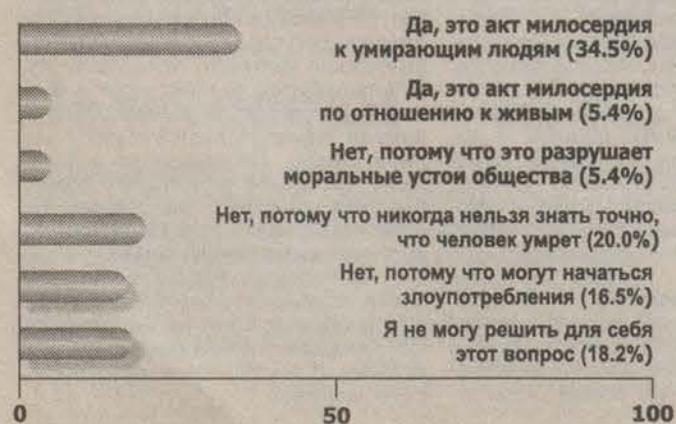 Да, это акт милосердия
к умирающим людям (34.5%)
Да, это акт милосердия
по отношению к живым (5.4%)
Нет, потому что это разрушает
моральные устои общества (5.4%)
Нет, потому что никогда нельзя знать точно,
что человек умрет (20.0%)
Нет, потому что могут начаться
злоупотребления (16.5%)
Я не могу решить для себя
этот вопрос (18.2%)
0 50 100